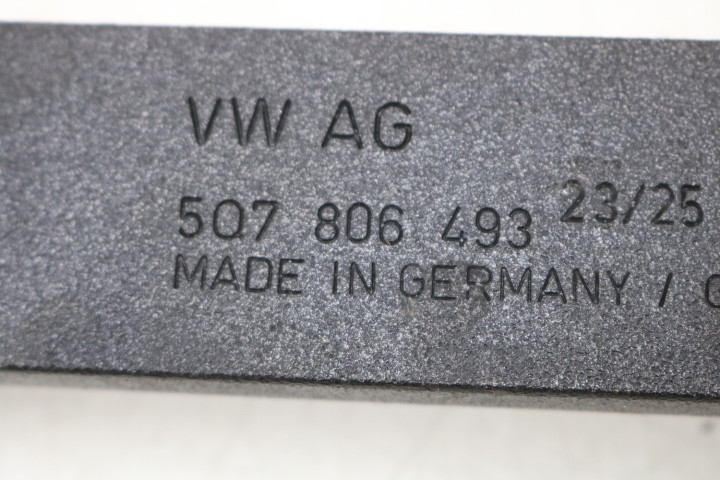 VW AG
5Q7 806 493 23/25
MADE IN GERMANY /